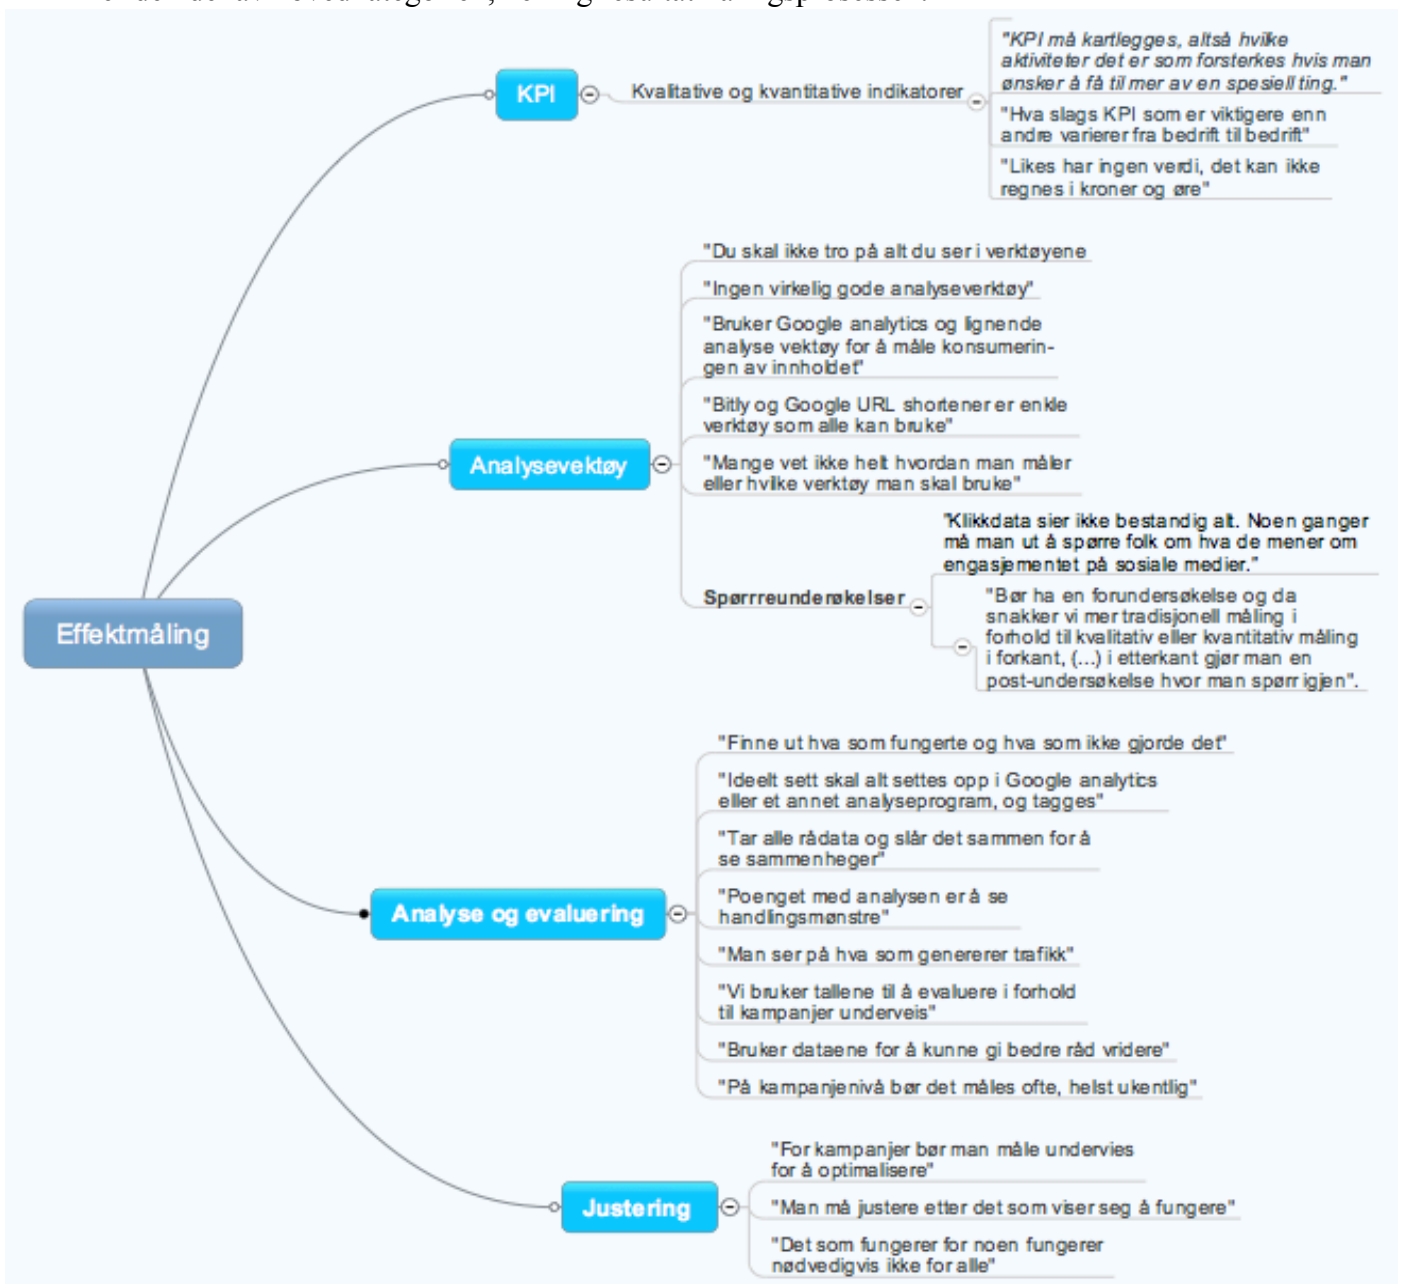 KPI
Kvalitative og kvantitative indikatorer
"KPI må kartlegges, altså hvilke
aktiviteter det er som forsterkes hvis man
ønsker å få til mer av en spesiell ting."
"Hva slags KPI som er viktigere enn
andre varierer fra bedrift til bedrift"
"Likes har ingen verdi, det kan ikke
regnes i kroner og øre"
"Du skal ikke tro på alt du ser i verktøyene
"Ingen virkelig gode analyseverktøy"
"Bruker Google analytics og lignende
analyse vektøy for å måle konsumerin-
gen av innholdet"
"Bitly og Google URL shortener er enkle
verktøy som alle kan bruke"
Analysevektøy
"Mange vet ikke helt hvordan man måler
eller hvilke verktøy man skal bruke"
"Klikkdata sier ikke bestandig alt. Noen ganger
må man ut å spørre folk om hva de mener om
engasjementet på sosiale medier."
Spørrreunderøkelser
"Bør ha en forundersøkelse og da
snakker vi mer tradisjonell måling i
forhold til kvalitativ eller kvantitativ måling
i forkant, (...) i etterkant gjør man en
post-undersøkelse hvor man spørr igjen".
Effektmåling
"Finne ut hva som fungerte og hva som ikke gjorde det"
"Ideelt sett skal alt settes opp i Google analytics
eller et annet analyseprogram, og tagges"
"Tar alle rådata og slår det sammen for å
se sammenheger"
Analyse og evaluering
"Poenget med analysen er å se
handlingsmønstre"
"Man ser på hva som genererer trafikk"
"Vi bruker tallene til å evaluere i forhold
til kampanjer underveis"
"Bruker dataene for å kunne gi bedre råd vridere"
"På kampanjenivå bør det måles ofte, helst ukentlig"
"For kampanjer bør man måle undervies
for å optimalisere"
Justering
"Man må justere etter det som viser seg å fungere"
"Det som fungerer for noen fungerer
nødvedigvis ikke for alle"